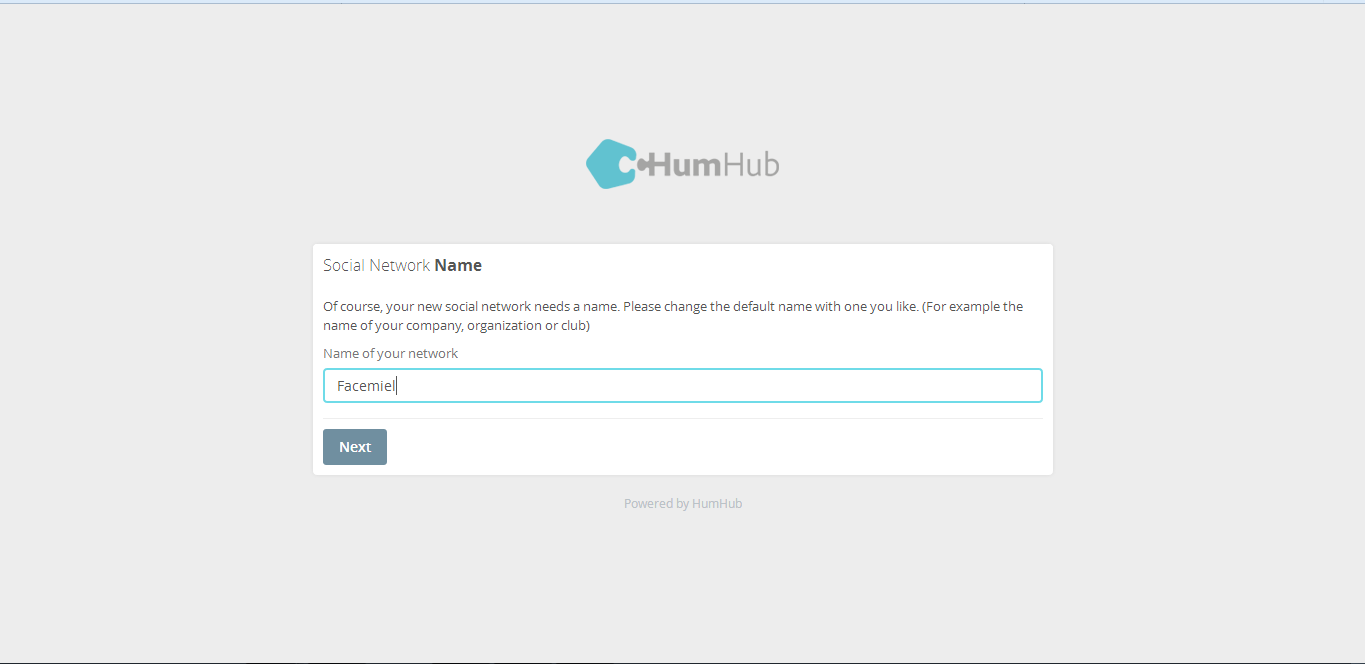 HumHub
Social Network Name
Of course, your new social network needs a name. Please change the default name with one you like. (For example the
name of your company, organization or club)
Name of your network
Facemiel
Next
Powered by HumHub